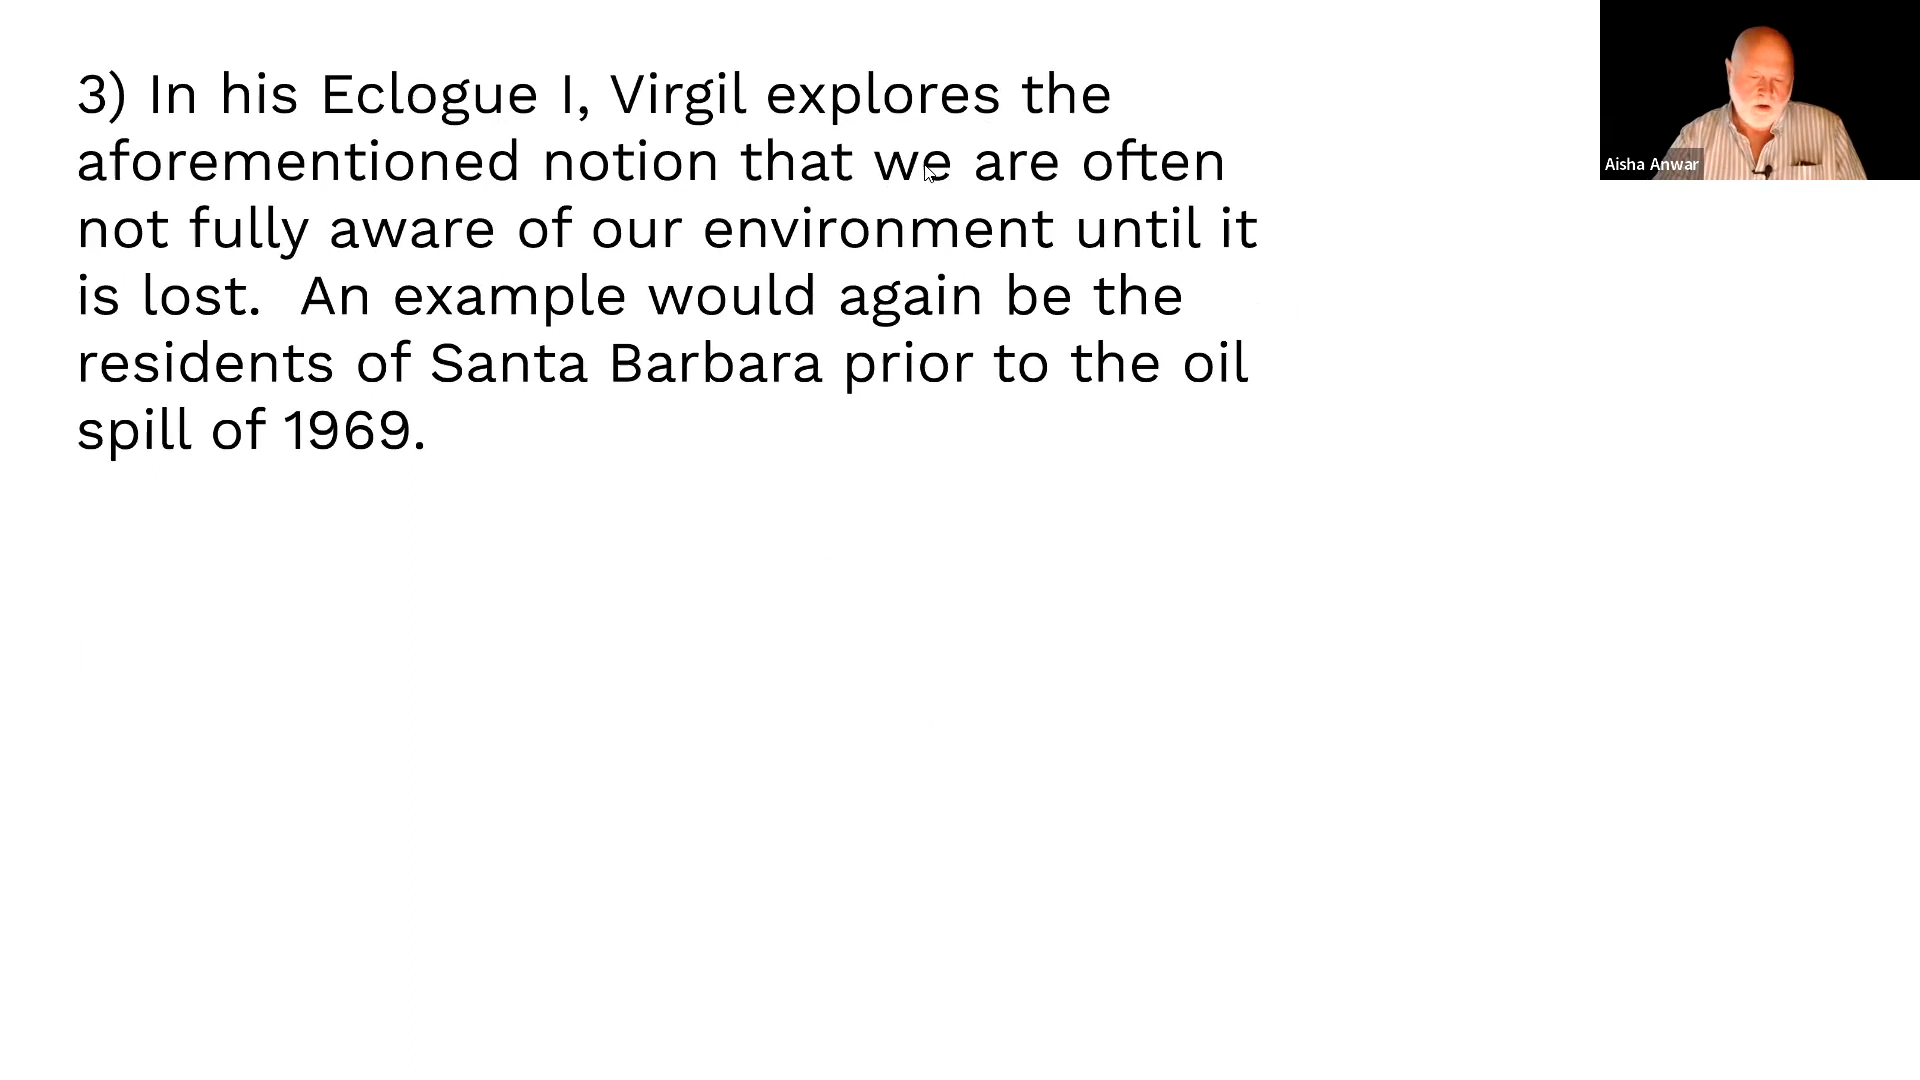 3) In his Eclogue I, Virgil explores the
aforementioned notion that we are often
not fully aware of our environment until it
is lost.  An example would again be the
residents of Santa Barbara prior to the oil
spill of 1969.
Aisha Anwar